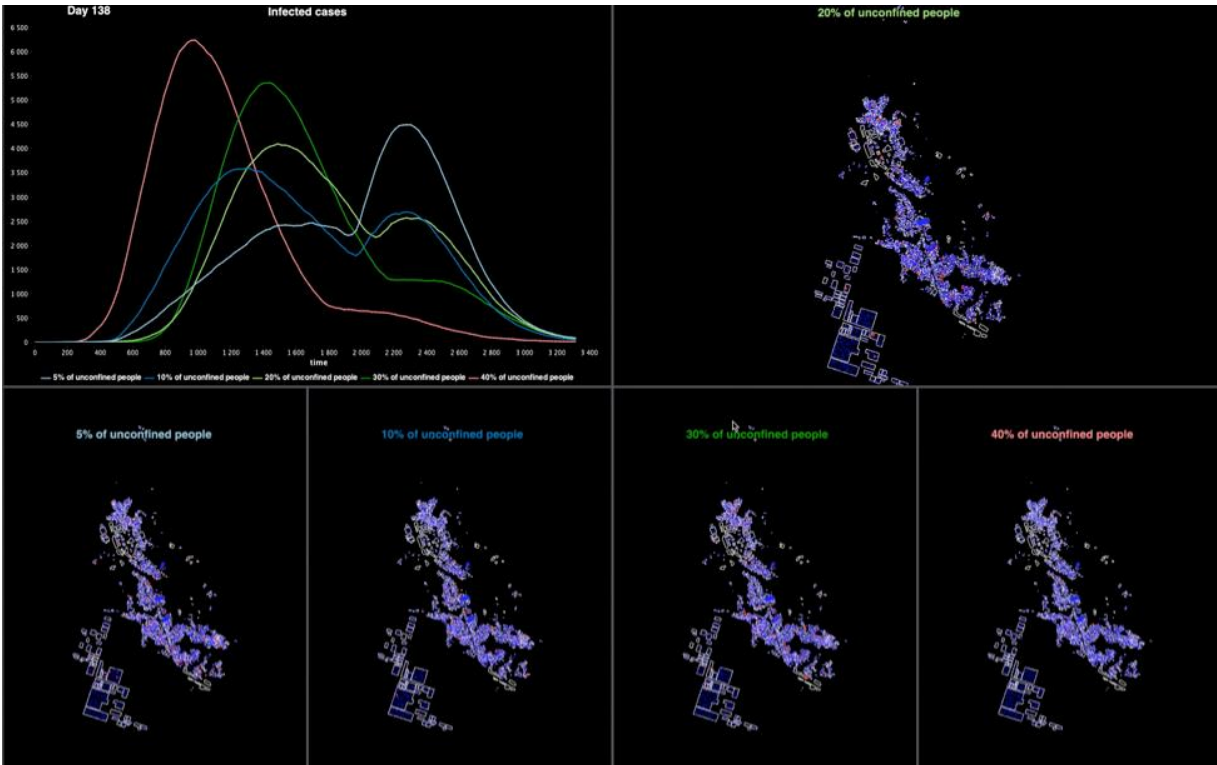 Day 138
Infected cases
20% of unconfined people
6 500
6 000
5 500
5 000
4 500
4 000
3 500
3 000
2 500
2 000
1 500
1 000
500
0
0 200 400 600 800 1 000 1 200 1 400 1 600 1 800 2 000 2 200 2 400 2 600 2 800 3 000 3 200 3 400
time
5% of unconfined people 10% of unconfined people 20% of unconfined people 30% of unconfined people 40% of unconfined people
5% of unconfined people
10% of unconfined people
30% of unconfined people
40% of unconfined people